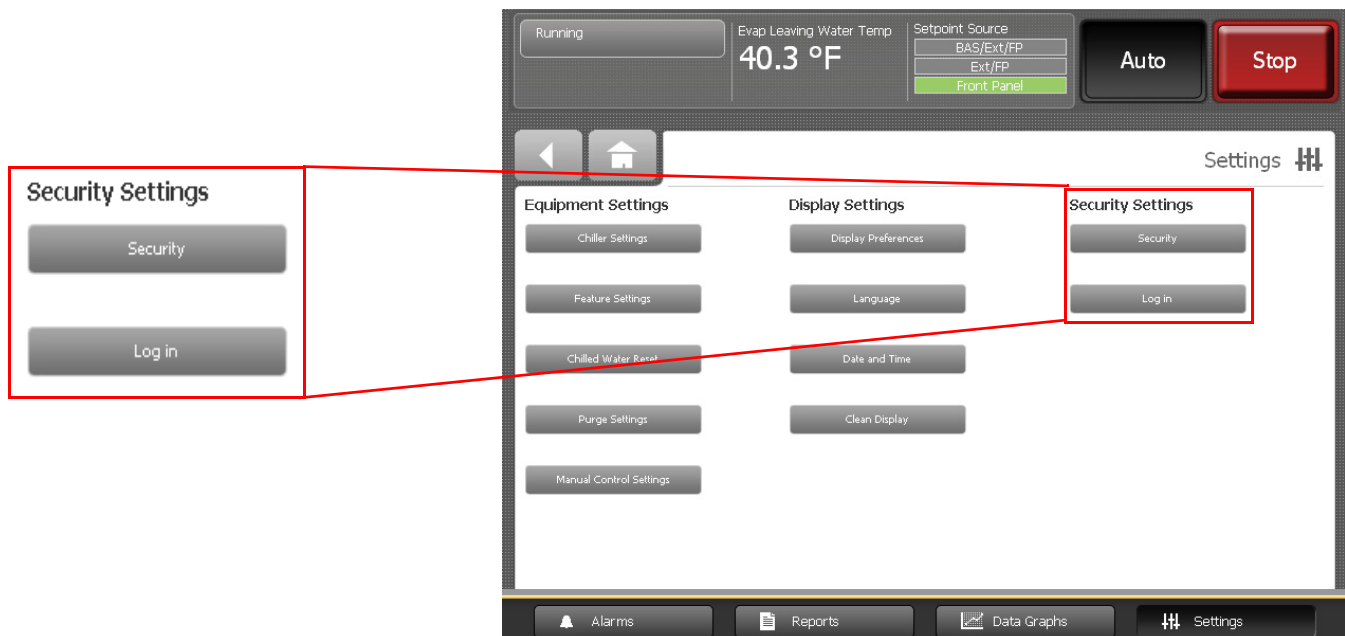 Running
Evap Leaving Water Temp
40.3 °F
Setpoint Source
BAS/Ext/FP
Ext/FP
Front Panel
Auto
Stop
Settings
Security Settings
Security
Log in
Equipment Settings
Chiller Settings
Feature Settings
Chilled Water Reset
Purge Settings
Manual Control Settings
Display Settings
Display Preferences
Language
Date and Time
Clean Display
Security Settings
Security
Log in
Alarms
Reports
Data Graphs
Settings